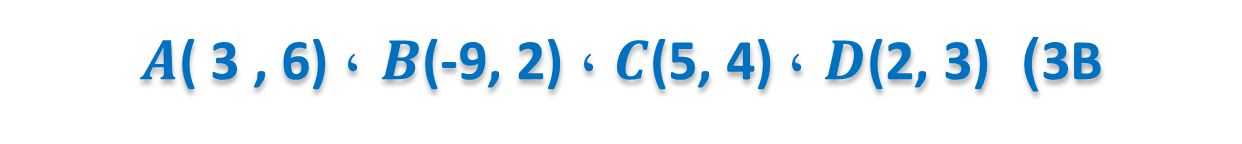 A( 3 , 6) ، B(-9, 2) ، C(5, 4) ، D(2, 3)  (3B